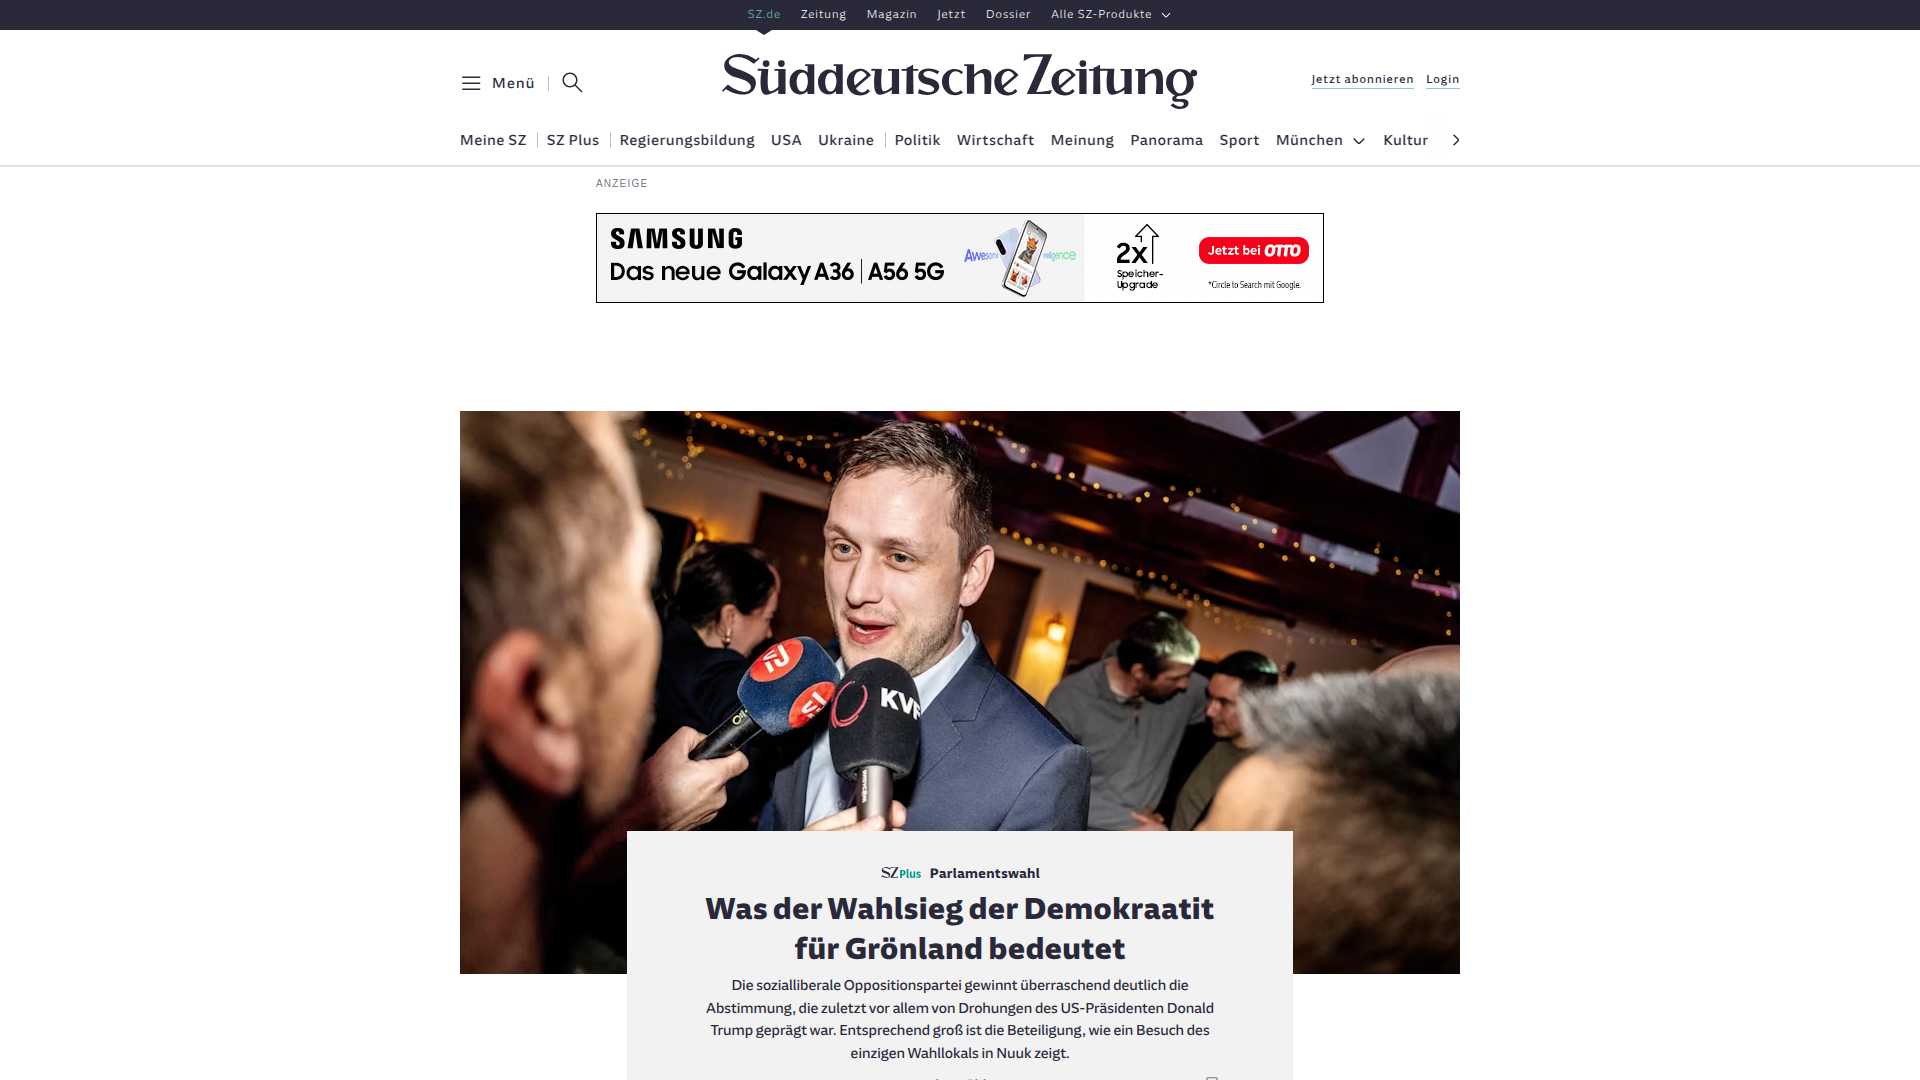 SZ.de Zeitung Magazin Jetzt Dossier Alle SZ-Produkte
Menü
Süddeutsche Zeitung
Jetzt abonnieren Login
Meine SZ SZ Plus Regierungsbildung USA Ukraine Politik Wirtschaft Meinung Panorama Sport München Kultur
ANZEIGE
SAMSUNG
Das neue Galaxy A36 | A56 5G
2x
Speicher-
Upgrade
Jetzt bei OTTO
*Circle to Search mit Google.
KVF
SZ Plus Parlamentswahl
Was der Wahlsieg der Demokraatit
für Grönland bedeutet
Die sozialliberale Oppositionspartei gewinnt überraschend deutlich die
Abstimmung, die zuletzt vor allem von Drohungen des US-Präsidenten Donald
Trump geprägt war. Entsprechend groß ist die Beteiligung, wie ein Besuch des
einzigen Wahllokals in Nuuk zeigt.